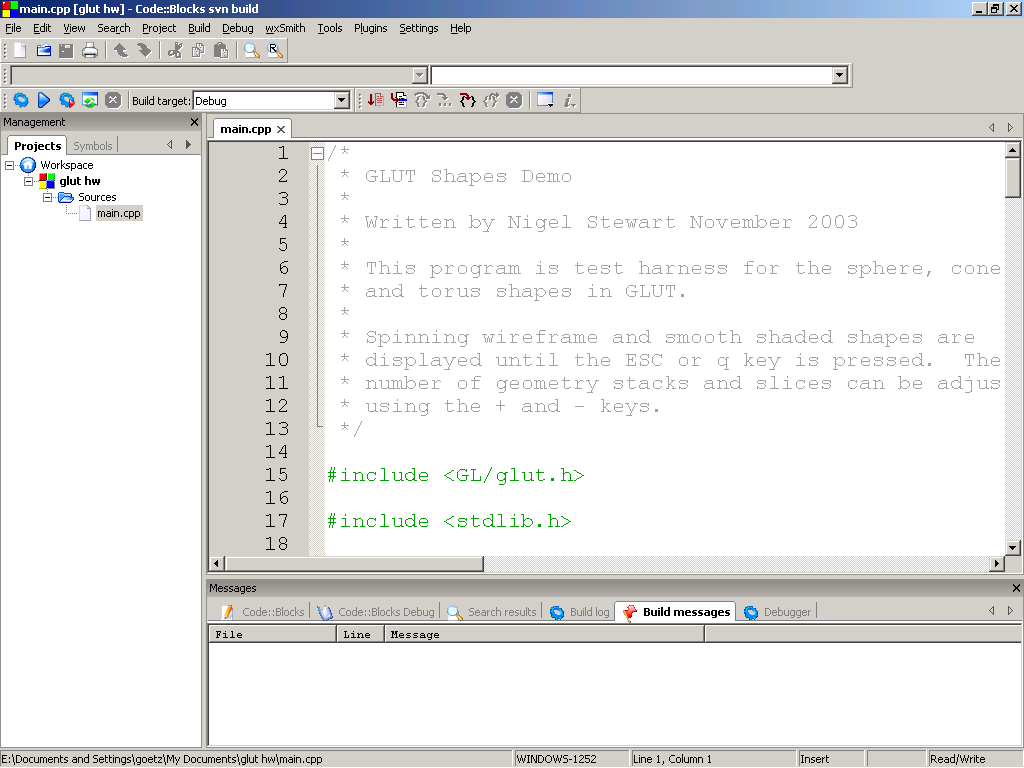 main.cpp [glut hw] - Code::Blocks svn build
File Edit View Search Project Build Debug wxSmith Tools Plugins Settings Help
Build target: Debug
Management
main.cpp
Projects Symbols
Workspace
glut hw
Sources
main.cpp
1 /*
2 * GLUT Shapes Demo
3 *
4 * Written by Nigel Stewart November 2003
5 *
6 * This program is test harness for the sphere, cone
7 * and torus shapes in GLUT.
8 *
9 * Spinning wireframe and smooth shaded shapes are
10 * displayed until the ESC or q key is pressed.  The
11 * number of geometry stacks and slices can be adjus
12 * using the + and - keys.
13 */
14
15 #include <GL/glut.h>
16
17 #include <stdlib.h>
18
Messages
Code::Blocks Code::Blocks Debug Search results Build log Build messages Debugger
File Line Message
E:\Documents and Settings\goetz\My Documents\glut hw\main.cpp WINDOWS-1252 Line 1, Column 1 Insert Read/Write